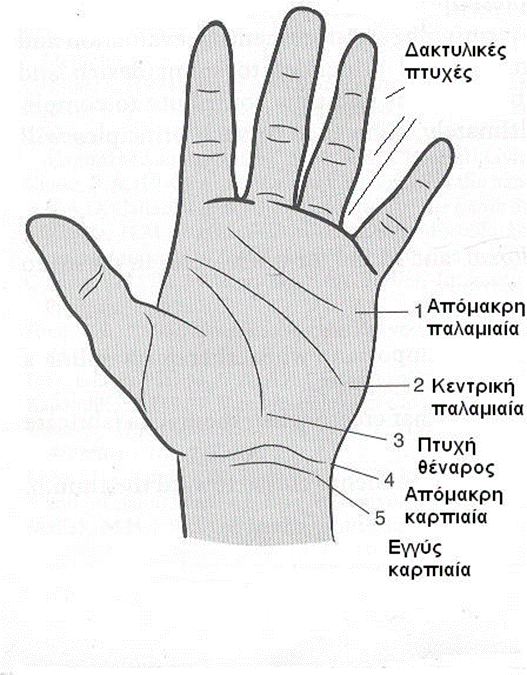 Δακτυλικές
πτυχές
1 Απόμακρη
παλαμιαία
2 Κεντρική
παλαμιαία
3 Πτυχή
θέναρος
4 Απόμακρη
καρπιαία
5 Εγγύς
καρπιαία